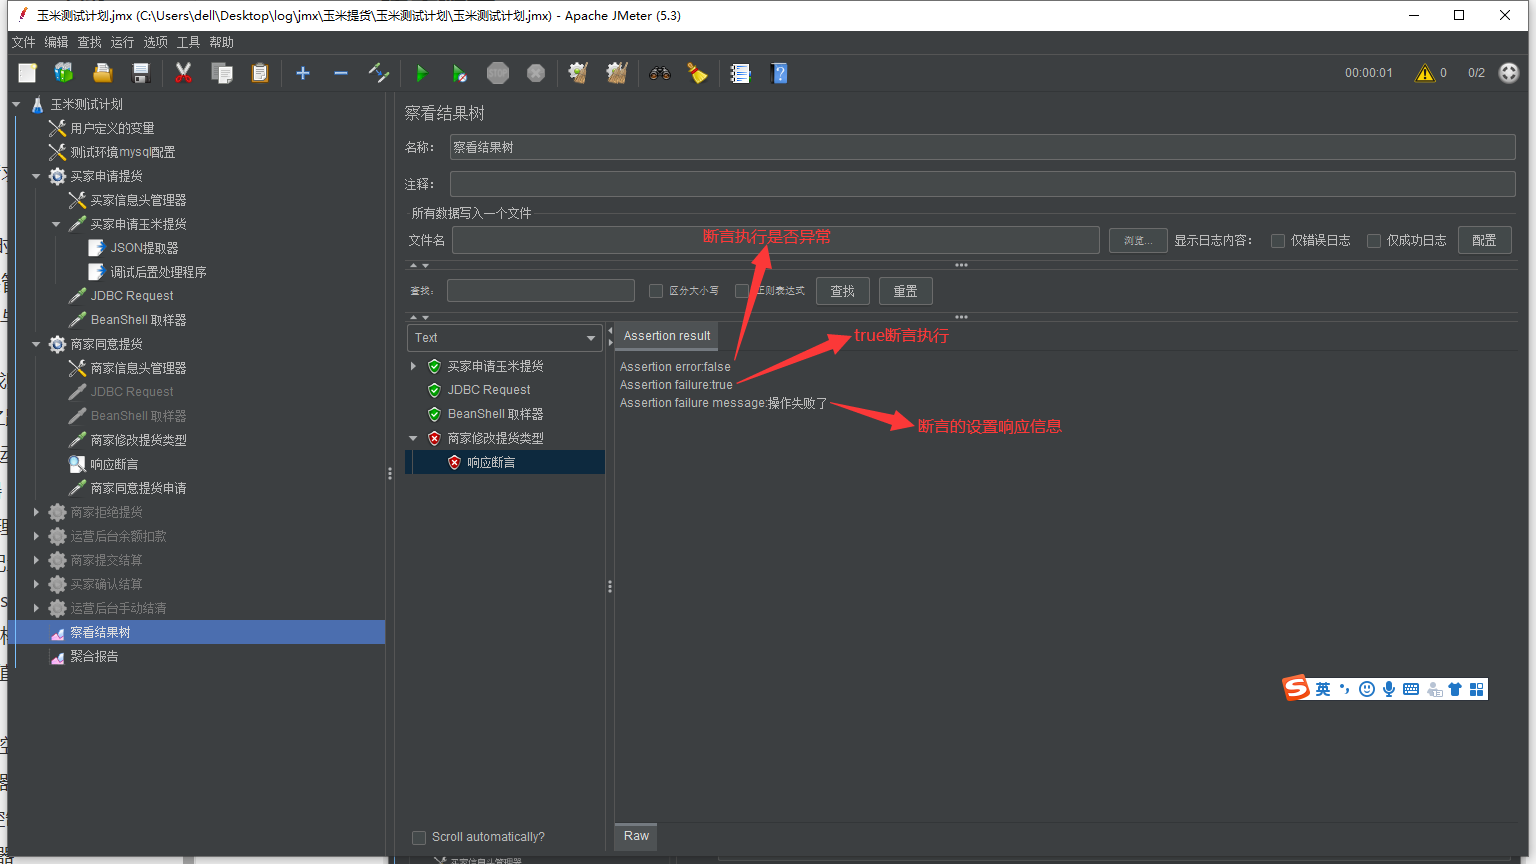 玉米测试计划.jmx (C:\Users\dell\Desktop\log\jmx\玉米提货\玉米测试计划\玉米测试计划.jmx) - Apache JMeter (5.3)
文件 编辑 查找 运行 选项 工具 帮助
STOP
00:00:01 0 0/2
玉米测试计划
用户定义的变量
测试环境mysql配置
买家申请提货
买家信息头管理器
买家申请玉米提货
JSON提取器
调试后置处理程序
JDBC Request
BeanShell 取样器
商家同意提货
商家信息头管理器
JDBC Request
BeanShell 取样器
商家修改提货类型
响应断言
商家同意提货申请
商家拒绝提货
运营后台余额扣款
商家提交结算
买家确认结算
运营后台手动结清
察看结果树
聚合报告
察看结果树
名称： 察看结果树
注释：
所有数据写入一个文件
文件名 断言执行是否异常 浏览... 显示日志内容： 仅错误日志 仅成功日志 配置
查找： 区分大小写 正则表达式 查找 重置
Text
买家申请玉米提货
JDBC Request
BeanShell 取样器
商家修改提货类型
响应断言
Assertion result
true断言执行
Assertion error:false
Assertion failure:true
Assertion failure message:操作失败了
断言的设置响应信息
英
Scroll automatically?
Raw